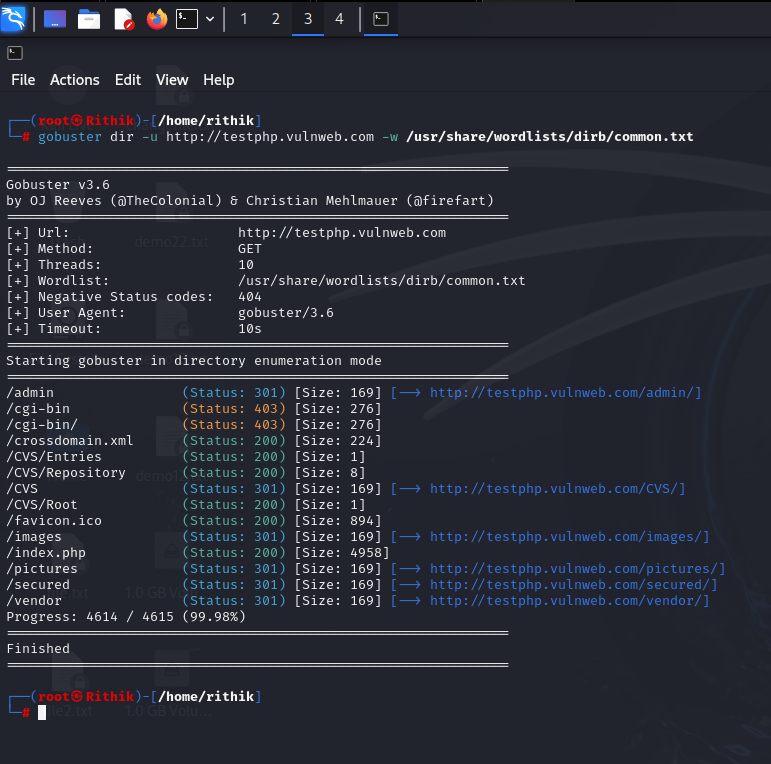 1 2 3 4
File Actions Edit View Help
┌──(root㉿Rithik)-[/home/rithik]
└─# gobuster dir -u http://testphp.vulnweb.com -w /usr/share/wordlists/dirb/common.txt
===============================================================
Gobuster v3.6
by OJ Reeves (@TheColonial) & Christian Mehlmauer (@firefart)
===============================================================
[+] Url: http://testphp.vulnweb.com
[+] Method: GET
[+] Threads: 10
[+] Wordlist: /usr/share/wordlists/dirb/common.txt
[+] Negative Status codes: 404
[+] User Agent: gobuster/3.6
[+] Timeout: 10s
===============================================================
Starting gobuster in directory enumeration mode
===============================================================
/admin (Status: 301) [Size: 169] [--> http://testphp.vulnweb.com/admin/]
/cgi-bin (Status: 403) [Size: 276]
/cgi-bin/ (Status: 403) [Size: 276]
/crossdomain.xml (Status: 200) [Size: 224]
/CVS/Entries (Status: 200) [Size: 1]
/CVS/Repository (Status: 200) [Size: 8]
/CVS (Status: 301) [Size: 169] [--> http://testphp.vulnweb.com/CVS/]
/CVS/Root (Status: 200) [Size: 1]
/favicon.ico (Status: 200) [Size: 894]
/images (Status: 301) [Size: 169] [--> http://testphp.vulnweb.com/images/]
/index.php (Status: 200) [Size: 4958]
/pictures (Status: 301) [Size: 169] [--> http://testphp.vulnweb.com/pictures/]
/secured (Status: 301) [Size: 169] [--> http://testphp.vulnweb.com/secured/]
/vendor (Status: 301) [Size: 169] [--> http://testphp.vulnweb.com/vendor/]
Progress: 4614 / 4615 (99.98%)
===============================================================
Finished
===============================================================
┌──(root㉿Rithik)-[/home/rithik]
└─#
demo22.txt
1.0 GB Volu...